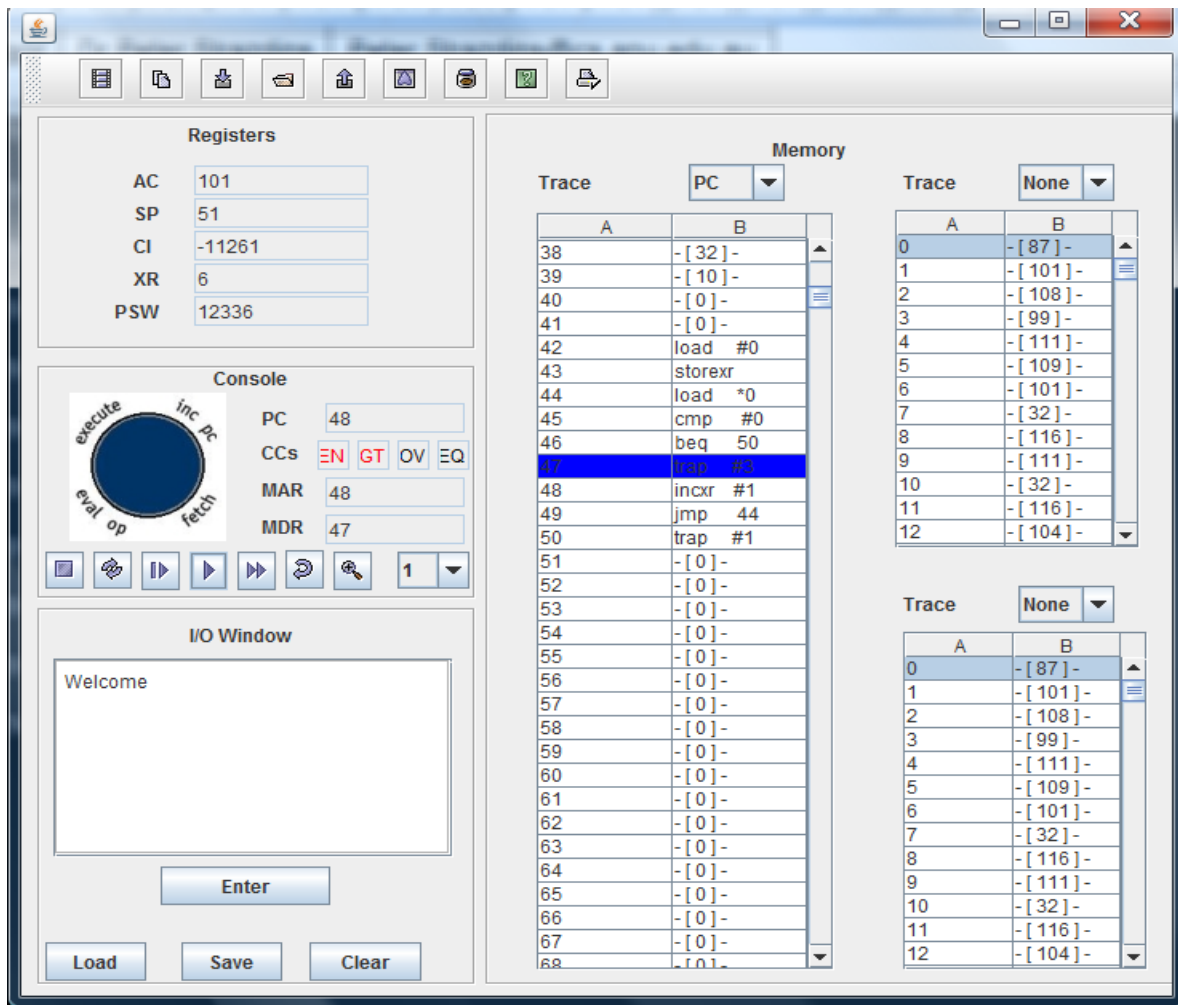 Registers
AC 101
SP 51
CI -11261
XR 6
PSW 12336
Console
execute
inc pc
eval op
fetch
PC 48
CCs EN GT OV EQ
MAR 48
MDR 47
1
I/O Window
Welcome
Enter
Load Save Clear
Memory
Trace PC
A B
38 -[ 32 ]-
39 -[ 10 ]-
40 -[ 0 ]-
41 -[ 0 ]-
42 load #0
43 storexr
44 load *0
45 cmp #0
46 beq 50
47 trap #3
48 incxr #1
49 jmp 44
50 trap #1
51 -[ 0 ]-
52 -[ 0 ]-
53 -[ 0 ]-
54 -[ 0 ]-
55 -[ 0 ]-
56 -[ 0 ]-
57 -[ 0 ]-
58 -[ 0 ]-
59 -[ 0 ]-
60 -[ 0 ]-
61 -[ 0 ]-
62 -[ 0 ]-
63 -[ 0 ]-
64 -[ 0 ]-
65 -[ 0 ]-
66 -[ 0 ]-
67 -[ 0 ]-
68 -[ 0 ]-
Trace None
A B
0 -[ 87 ]-
1 -[ 101 ]-
2 -[ 108 ]-
3 -[ 99 ]-
4 -[ 111 ]-
5 -[ 109 ]-
6 -[ 101 ]-
7 -[ 32 ]-
8 -[ 116 ]-
9 -[ 111 ]-
10 -[ 32 ]-
11 -[ 116 ]-
12 -[ 104 ]-
Trace None
A B
0 -[ 87 ]-
1 -[ 101 ]-
2 -[ 108 ]-
3 -[ 99 ]-
4 -[ 111 ]-
5 -[ 109 ]-
6 -[ 101 ]-
7 -[ 32 ]-
8 -[ 116 ]-
9 -[ 111 ]-
10 -[ 32 ]-
11 -[ 116 ]-
12 -[ 104 ]-